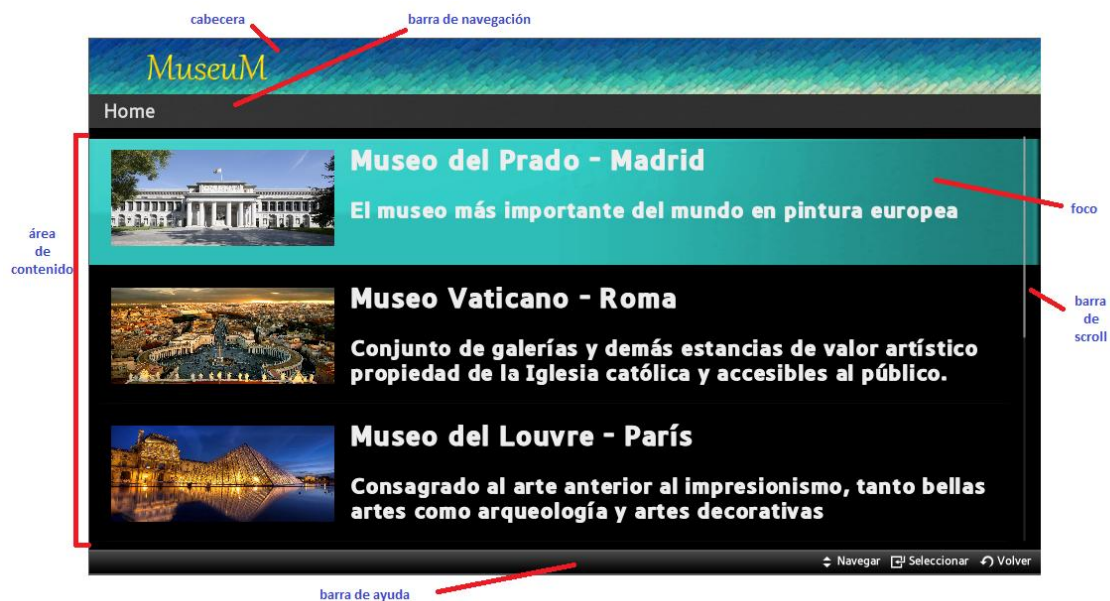 cabecera
barra de navegación
MuseuM
Home
Museo del Prado - Madrid
El museo más importante del mundo en pintura europea
foco
área
de
contenido
Museo Vaticano - Roma
Conjunto de galerías y demás estancias de valor artístico
propiedad de la Iglesia católica y accesibles al público.
barra
de
scroll
Museo del Louvre - París
Consagrado al arte anterior al impresionismo, tanto bellas
artes como arqueología y artes decorativas
Navegar Seleccionar Volver
barra de ayuda